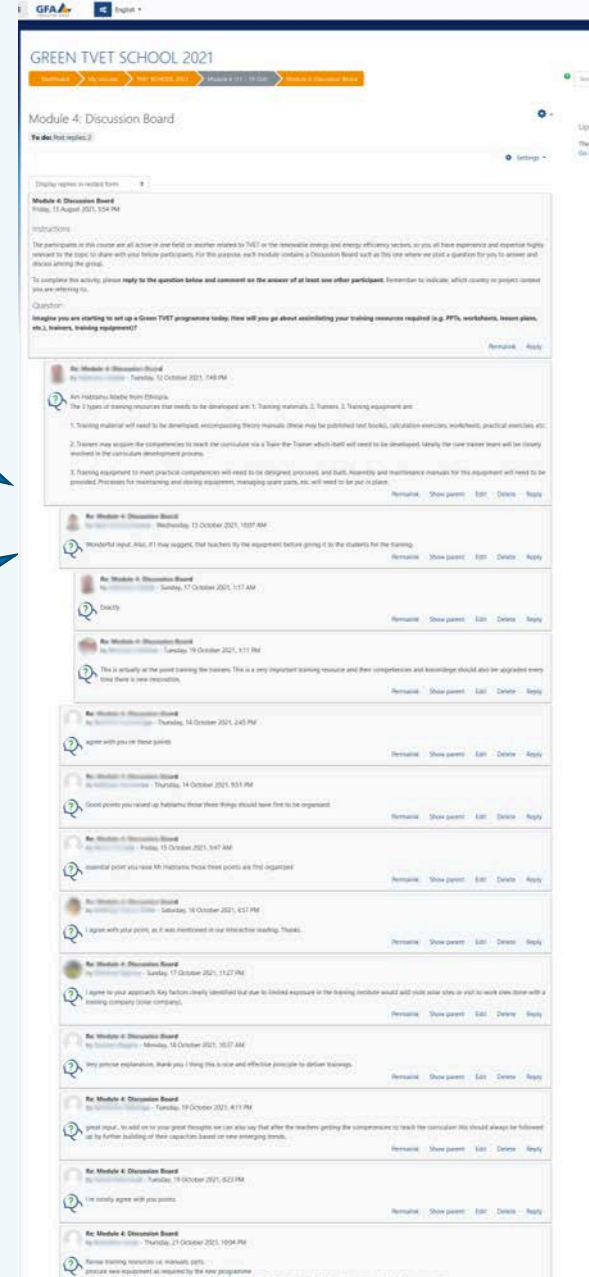 GFA
English
GREEN TVET SCHOOL 2021
Dashboard
My courses
TVET SCHOOL 2021
Module 4: Discussion Board
Module 4: Discussion Board
To do: Post replies: 2
Settings
Display replies in nested form
Module 4: Discussion Board
Friday, 13 August 2021, 3:54 PM
Instructions
The participants in this course are all active in one field or another related to TVET or the renewable energy and energy efficiency sectors, so you all have experience and expertise highly
relevant to the topic to share with your fellow participants. For this purpose, each module contains a Discussion Board such as this one where we post a question for you to answer and
discuss among the group.
To complete this activity, please reply to the question below and comment on the answer of at least one other participant. Remember to indicate, which country or project context
you are referring to.
Question:
Imagine you are starting to set up a Green TVET programme today. How will you go about assimilating your training resources required (e.g. PPTs, worksheets, lesson plans,
etc.), trainers, training equipment)?
Permalink Reply
Re: Module 4: Discussion Board
by - Tuesday, 12 October 2021, 7:48 PM
Am Habtamu Abebe from Ethiopia.
The 3 types of training resources that needs to be developed are: 1. Training materials, 2. Trainers, 3. Training equipment and
1. Training material will need to be developed, encompassing theory manuals (these may be published text books), calculation exercises, worksheets, practical exercises, etc.
2. Trainers may acquire the competencies to teach the curriculum via a Train-the-Trainer which itself will need to be developed. Ideally the core trainer team will be closely
involved in the curriculum development process.
3. Training equipment to meet practical competencies will need to be designed, procured, and built. Assembly and maintenance manuals for this equipment will need to be
provided. Processes for maintaining and storing equipment, managing spare parts, etc. will need to be put in place.
Permalink Show parent Edit Delete Reply
Re: Module 4: Discussion Board
by - Wednesday, 13 October 2021, 10:07 AM
Wonderful input. Also, if I may suggest, that teachers try the equipment before giving it to the students for the training.
Permalink Show parent Edit Delete Reply
Re: Module 4: Discussion Board
by - Sunday, 17 October 2021, 1:17 AM
Exactly
Permalink Show parent Edit Delete Reply
Re: Module 4: Discussion Board
by - Tuesday, 19 October 2021, 1:11 PM
This is actually at the point training the trainers. This is a very important training resource and their competencies and knowledge should also be upgraded every
time there is new innovation.
Permalink Show parent Edit Delete Reply
Re: Module 4: Discussion Board
by - Thursday, 14 October 2021, 2:45 PM
agree with you on these points
Permalink Show parent Edit Delete Reply
Re: Module 4: Discussion Board
by - Thursday, 14 October 2021, 9:51 PM
Good points you raised up habtamu those three things should have first to be organized.
Permalink Show parent Edit Delete Reply
Re: Module 4: Discussion Board
by - Friday, 15 October 2021, 5:47 AM
essential point you raise Mr Habtamu those three points are first organized
Permalink Show parent Edit Delete Reply
Re: Module 4: Discussion Board
by - Saturday, 16 October 2021, 6:57 PM
I agree with your point, as it was mentioned in our Interactive reading. Thanks.
Permalink Show parent Edit Delete Reply
Re: Module 4: Discussion Board
by - Sunday, 17 October 2021, 11:27 PM
I agree to your approach. Key factors clearly identified but due to limited exposure in the training institute would add visits solar sites or visit to work sites done with a
training company (solar company).
Permalink Show parent Edit Delete Reply
Re: Module 4: Discussion Board
by - Monday, 18 October 2021, 10:37 AM
Very precise explanation, thank you. I thing this is nice and effective principle to deliver trainings.
Permalink Show parent Edit Delete Reply
Re: Module 4: Discussion Board
by - Tuesday, 19 October 2021, 4:11 PM
great input.. to add on to your great thoughts we can also say that after the teachers getting the competences to teach the curriculum this should always be followed
up by further building of their capacities based on new emerging trends.
Permalink Show parent Edit Delete Reply
Re: Module 4: Discussion Board
by - Tuesday, 19 October 2021, 8:23 PM
I'm totally agree with you points.
Permalink Show parent Edit Delete Reply
Re: Module 4: Discussion Board
by - Thursday, 21 October 2021, 10:04 PM
Revise training resources i.e. manuals, ppts,
procure new equipment as required by the new programme